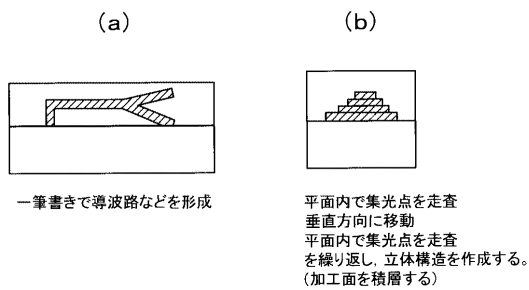 (a)
(b)
一筆書きで導波路などを形成
平面内で集光点を走査
垂直方向に移動
平面内で集光点を走査
を繰り返し, 立体構造を作成する。
(加工面を積層する)